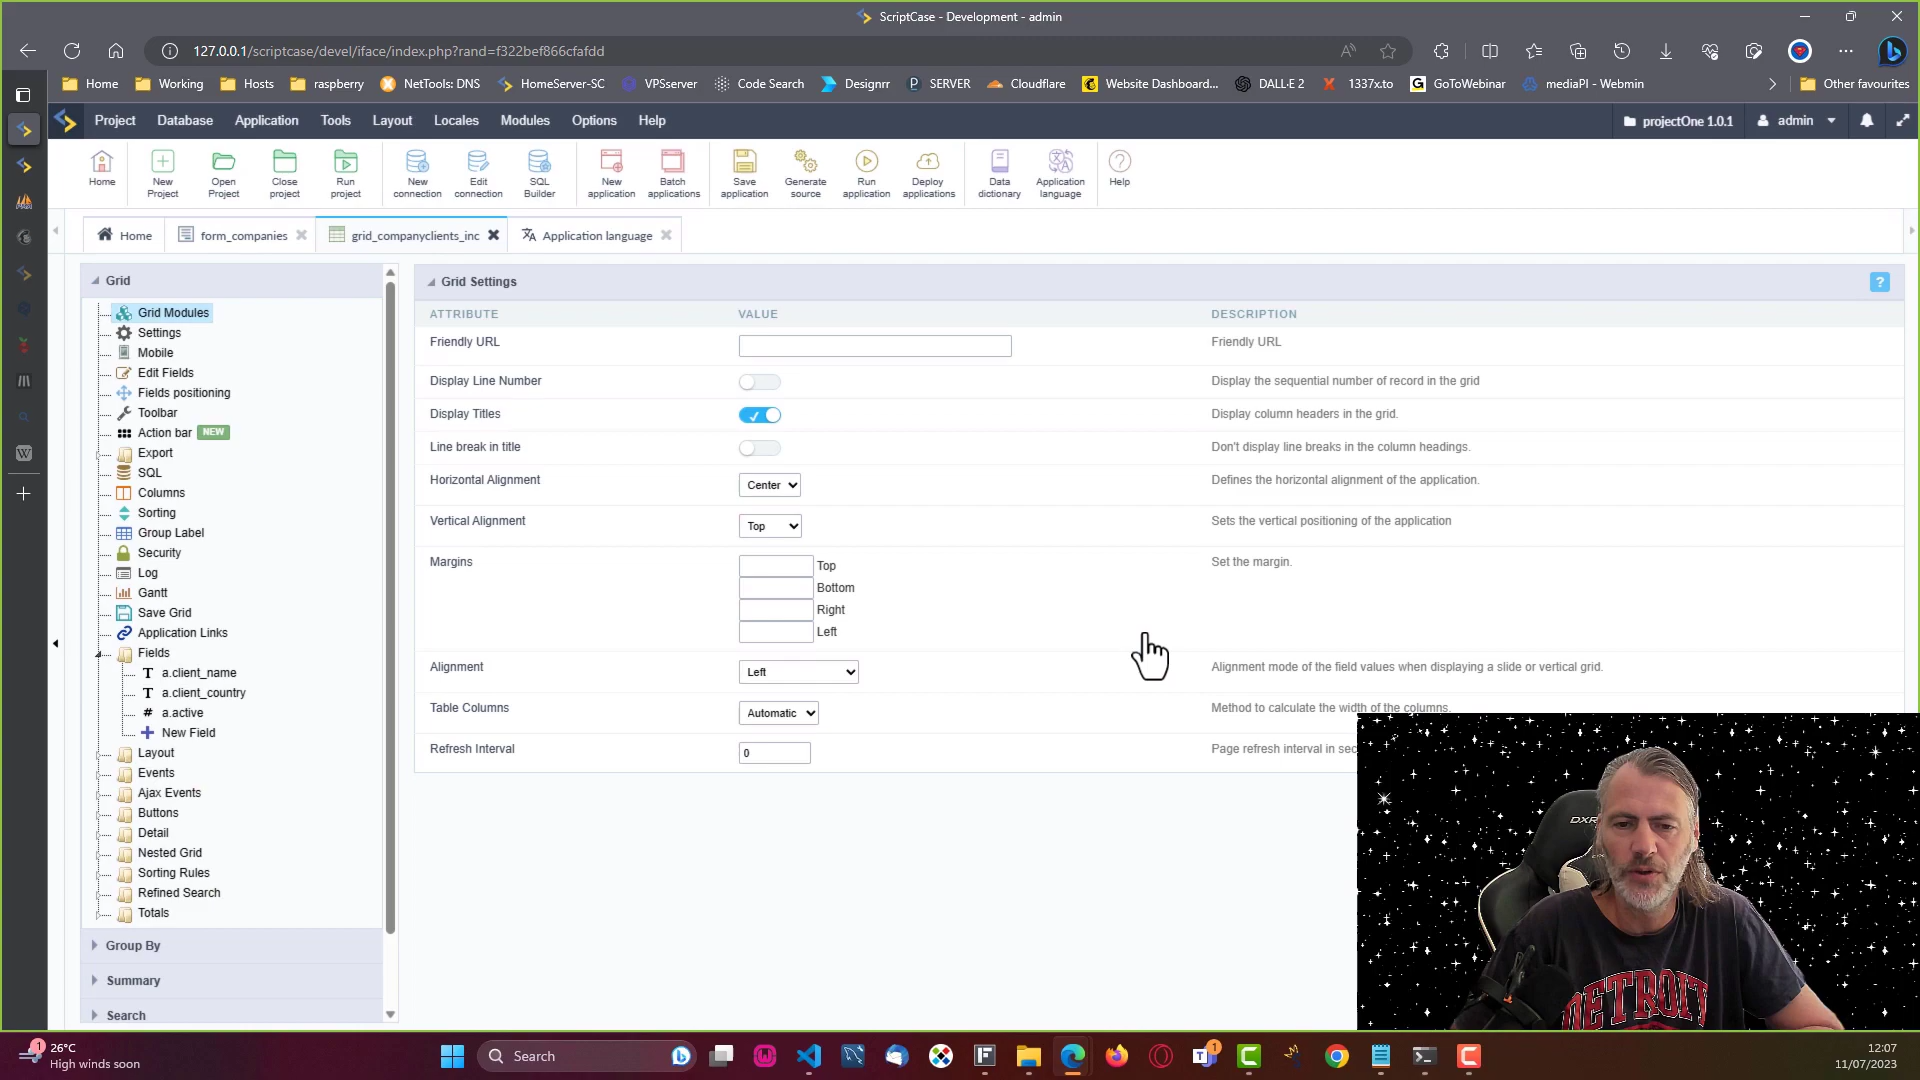 ScriptCase - Development - admin
127.0.0.1/scriptcase/devel/iface/index.php?rand=f322bef866cfafdd
Home Working Hosts raspberry NetTools: DNS HomeServer-SC VPSserver Code Search Designrr SERVER Cloudflare Website Dashboard... DALL·E 2 1337x.to GoToWebinar mediaPI - Webmin Other favourites
Project Database Application Tools Layout Locales Modules Options Help projectOne 1.0.1 admin
Home
New Project
Open Project
Close project
Run project
New connection
Edit connection
SQL Builder
New application
Batch applications
Save application
Generate source
Run application
Deploy applications
Data dictionary
Application language
Help
Home form_companies grid_companyclients_inc Application language
Grid
Grid Modules
Settings
Mobile
Edit Fields
Fields positioning
Toolbar
Action bar NEW
Export
SQL
Columns
Sorting
Group Label
Security
Log
Gantt
Save Grid
Application Links
Fields
a.client_name
a.client_country
# a.active
New Field
Layout
Events
Ajax Events
Buttons
Detail
Nested Grid
Sorting Rules
Refined Search
Totals
Group By
Summary
Search
Grid Settings ?
ATTRIBUTE VALUE DESCRIPTION
Friendly URL Friendly URL
Display Line Number Display the sequential number of record in the grid
Display Titles Display column headers in the grid.
Line break in title Don't display line breaks in the column headings.
Horizontal Alignment Center Defines the horizontal alignment of the application.
Vertical Alignment Top Sets the vertical positioning of the application
Margins Top Set the margin.
Bottom
Right
Left
Alignment Left Alignment mode of the field values when displaying a slide or vertical grid.
Table Columns Automatic Method to calculate the width of the columns.
Refresh Interval 0 Page refresh interval in sec
DETROIT
1 26°C
High winds soon
Search
1
12:07
11/07/2023